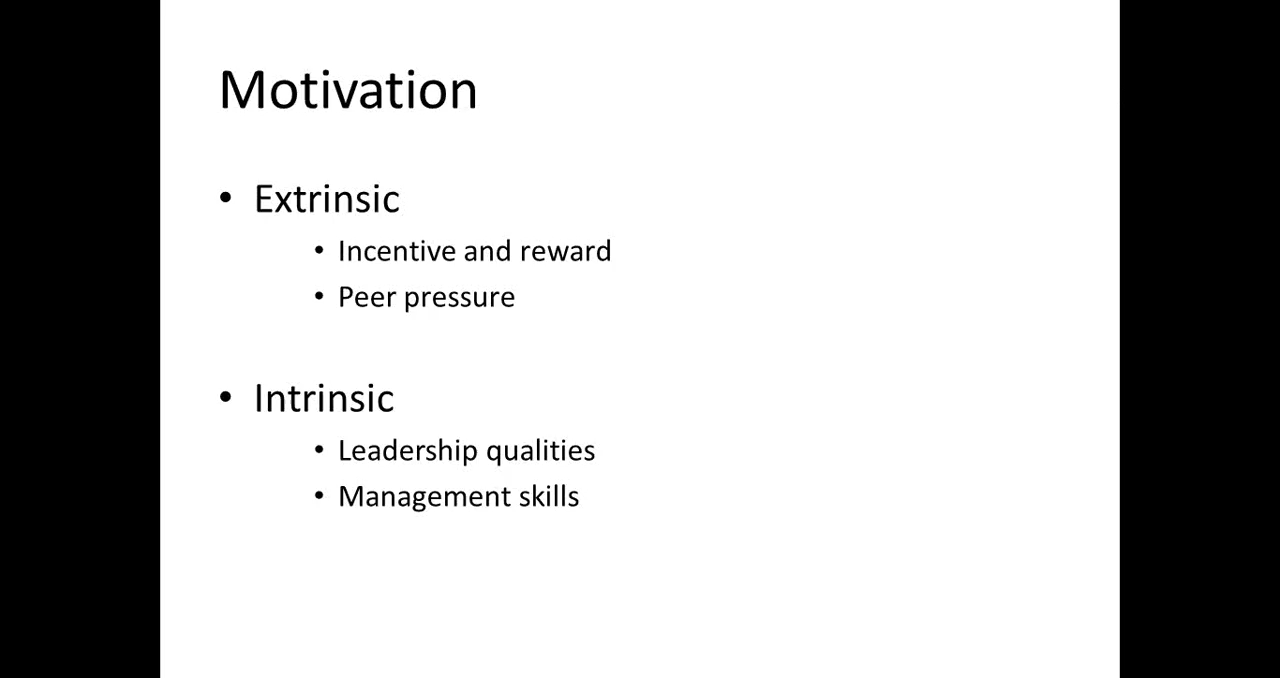 Motivation
• Extrinsic
• Incentive and reward
• Peer pressure
• Intrinsic
• Leadership qualities
• Management skills